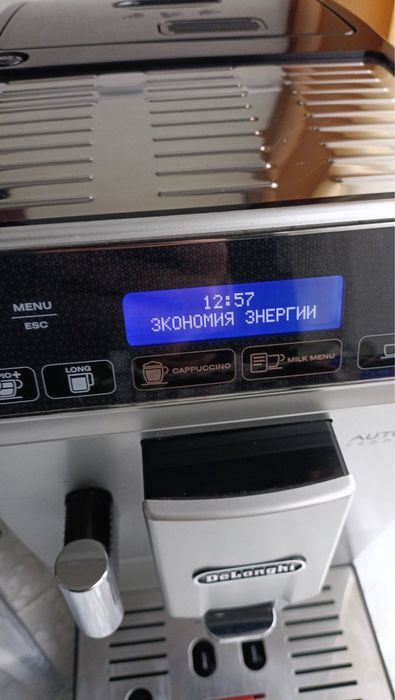 MENU
ESC
12:57
ЭКОНОМИЯ ЭНЕРГИИ
LONG
CAPPUCCINO
MILK MENU
DeLonghi